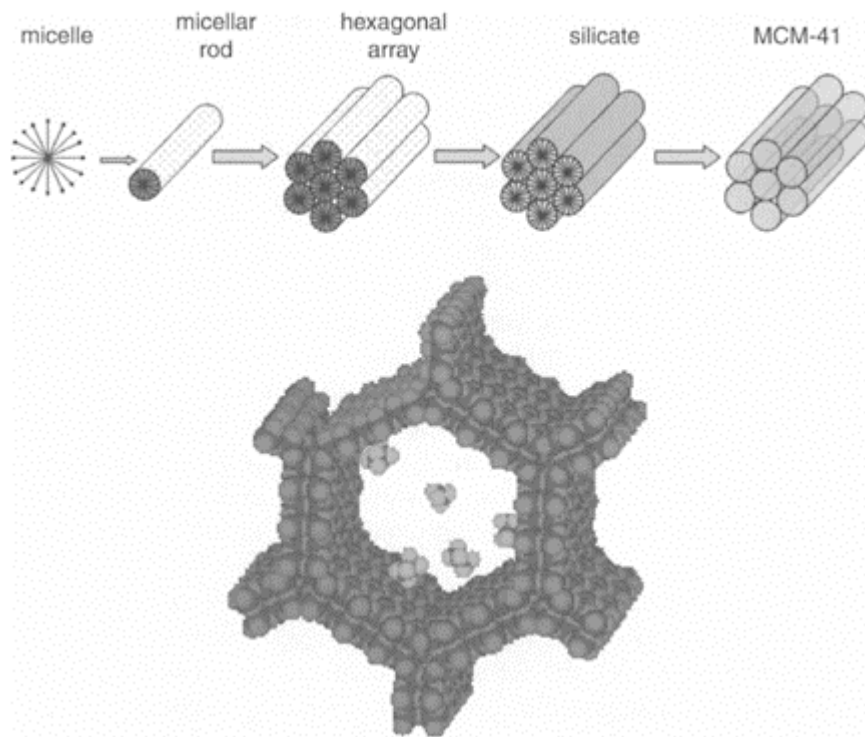 micelle
micellar
rod
hexagonal
array
silicate
MCM-41